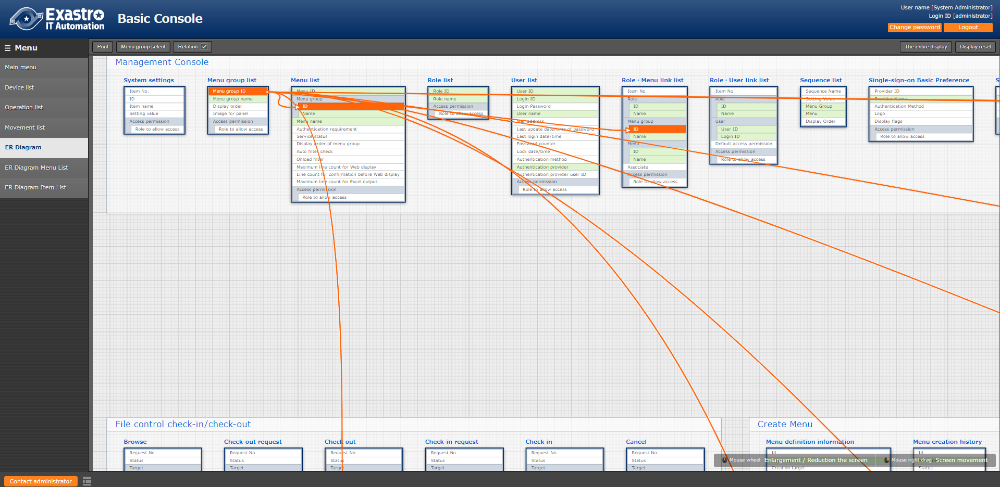 Exastro
IT Automation
Basic Console
User name [System Administrator]
Login ID [administrator]
Change password
Logout
Menu
Main menu
Device list
Operation list
Movement list
ER Diagram
ER Diagram Menu List
ER Diagram Item List
Print
Menu group select
Relation
The entire display
Display reset
Management Console
System settings
Item No.
ID
Item name
Setting value
Access permission
Role to allow access
Menu group list
Menu group ID
Menu group name
Display order
Image for panel
Access permission
Role to allow access
Menu list
Menu ID
Menu group
ID
Name
Menu name
Authentication requirement
Service status
Display order of menu group
Auto filter check
Onload filter
Maximum line count for Web display
Line count for confirmation before Web display
Maximum line count for Excel output
Access permission
Role to allow access
Role list
Role ID
Role name
Access permission
Role to allow access
User list
User ID
Login ID
Login Password
User name
Mail address
Last update date/time of password
Last login date/time
Password counter
Lock date/time
Authentication method
Authentication provider
Authentication provider user ID
Access permission
Role to allow access
Role · Menu link list
Item No.
Role
ID
Name
Menu group
ID
Name
Menu
ID
Name
Associate
Access permission
Role to allow access
Role · User link list
Item No.
Role
ID
Name
User
User ID
Login ID
Default access permission
Access permission
Role to allow access
Sequence list
Sequence Name
Setting Value
Menu Group
Menu
Display Order
Single-sign-on Basic Preference
Provider ID
Provider Name
Authentication Method
Logo
Display flags
Access permission
Role to allow access
S
File control check-in/check-out
Browse
Request No.
Status
Target
Check-out request
Request No.
Status
Target
Check out
Request No.
Status
Target
Check-in request
Request No.
Status
Target
Check in
Request No.
Status
Target
Cancel
Request No.
Status
Target
Create Menu
Menu definition information
Id
Creation target
Menu creation history
Id
Status
Mouse wheel Enlargement / Reduction the screen
Mouse right drag Screen movement
Contact administrator